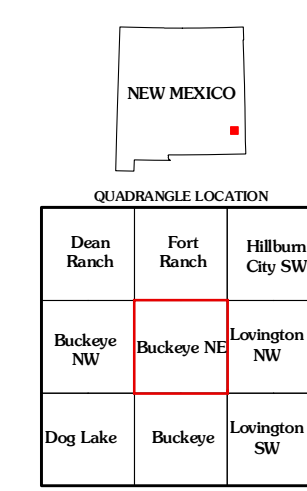 NEW MEXICO
QUADRANGLE LOCATION
Dean
Ranch
Fort
Ranch
Hillburn
City SW
Buckeye
NW
Buckeye NE
Lovington
NW
Dog Lake
Buckeye
Lovington
SW